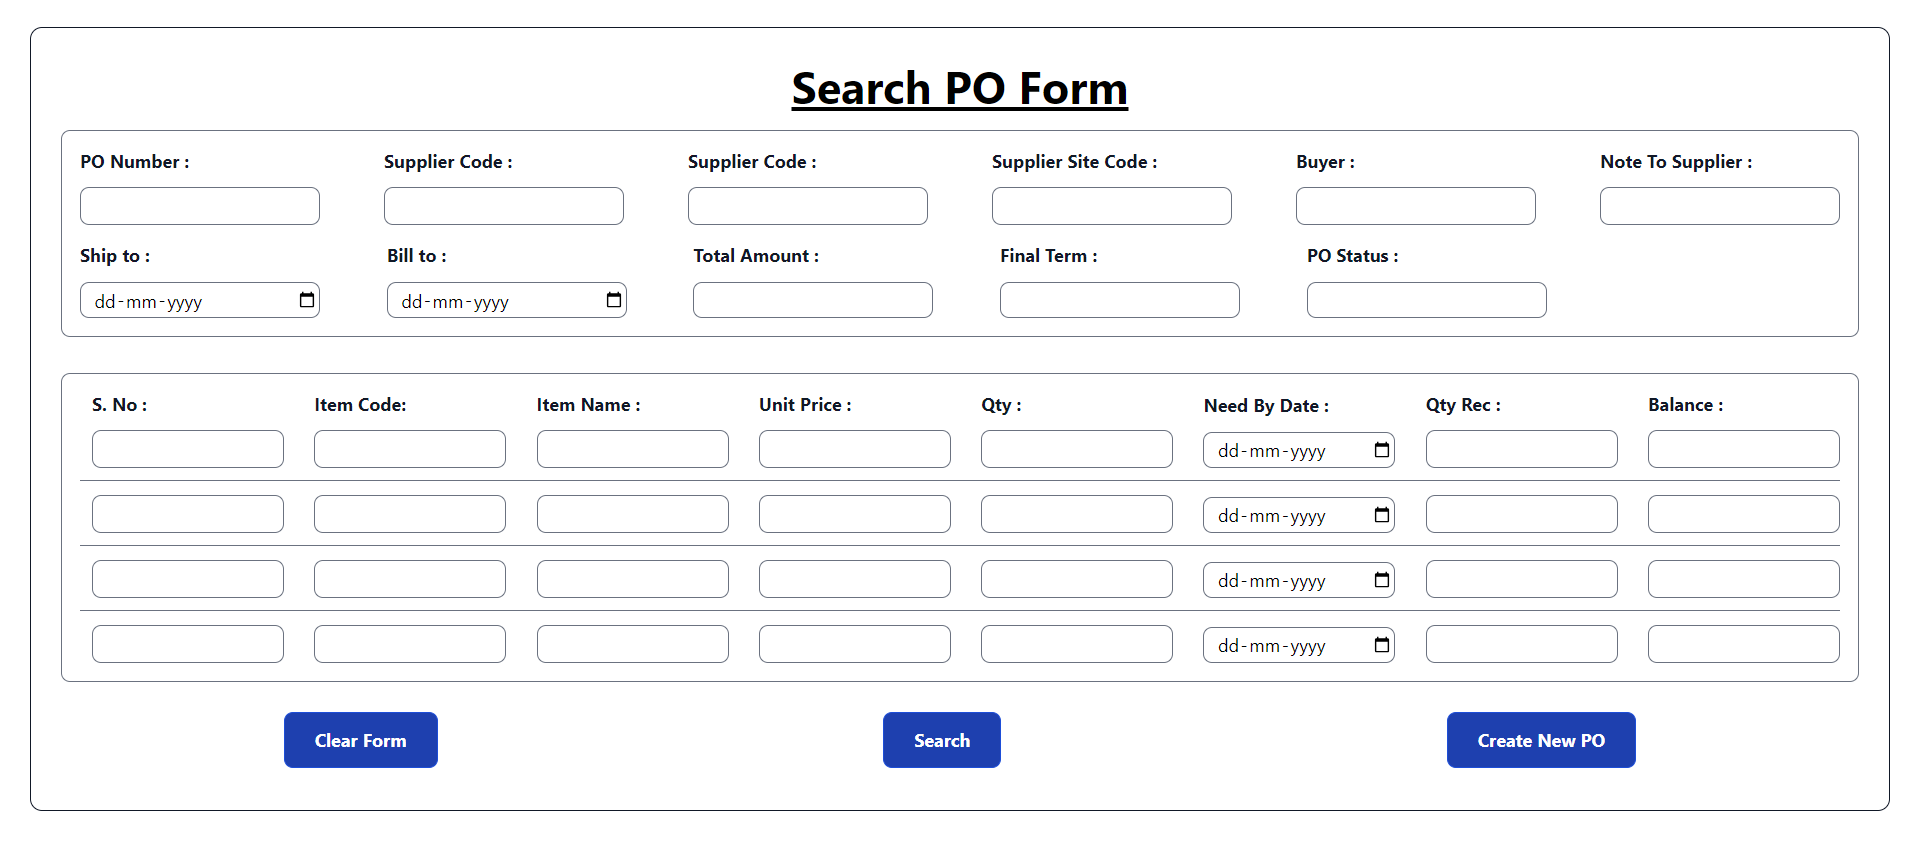 Search PO Form
PO Number : Supplier Code : Supplier Code : Supplier Site Code : Buyer : Note To Supplier :
Ship to : Bill to : Total Amount : Final Term : PO Status :
dd-mm-yyyy dd-mm-yyyy
S. No : Item Code: Item Name : Unit Price : Qty : Need By Date : Qty Rec : Balance :
dd-mm-yyyy
dd-mm-yyyy
dd-mm-yyyy
dd-mm-yyyy
Clear Form Search Create New PO